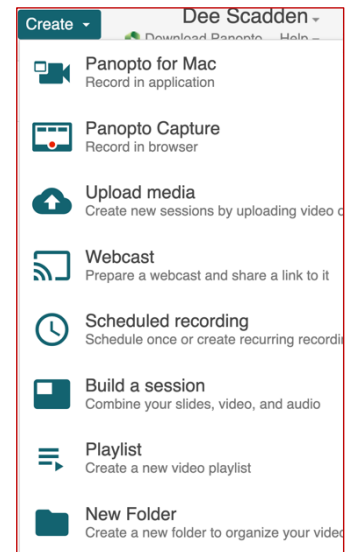 Create
Dee Scadden
Download Panopto Help
Panopto for Mac
Record in application
Panopto Capture
Record in browser
Upload media
Create new sessions by uploading video
Webcast
Prepare a webcast and share a link to it
Scheduled recording
Schedule once or create recurring
Build a session
Combine your slides, video, and audio
Playlist
Create a new video playlist
New Folder
Create a new folder to organize your